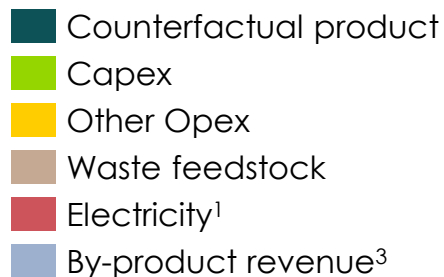 Counterfactual product
Capex
Other Opex
Waste feedstock
Electricity¹
By-product revenue³